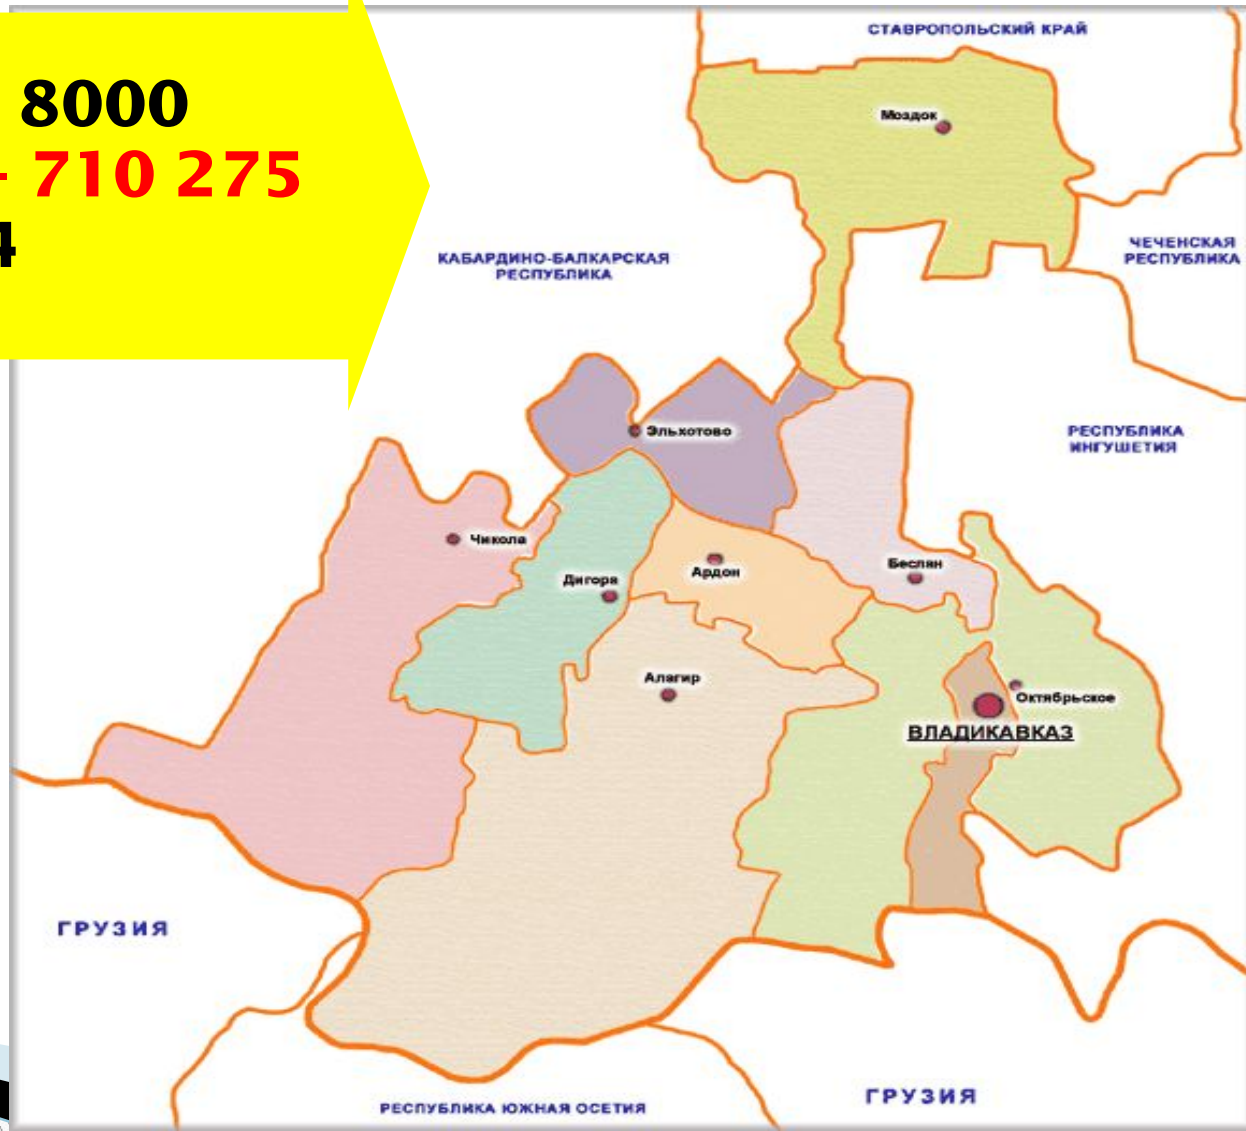 8000
- 710 275
4
СТАВРОПОЛЬСКИЙ КРАЙ
Моздок
ЧЕЧЕНСКАЯ
РЕСПУБЛИКА
КАБАРДИНО-БАЛКАРСКАЯ
РЕСПУБЛИКА
РЕСПУБЛИКА
ИНГУШЕТИЯ
Эльхотово
Чикола
Дигора
Ардон
Беслан
Алагир
Октябрьское
ВЛАДИКАВКАЗ
ГРУЗИЯ
ГРУЗИЯ
РЕСПУБЛИКА ЮЖНАЯ ОСЕТИЯ